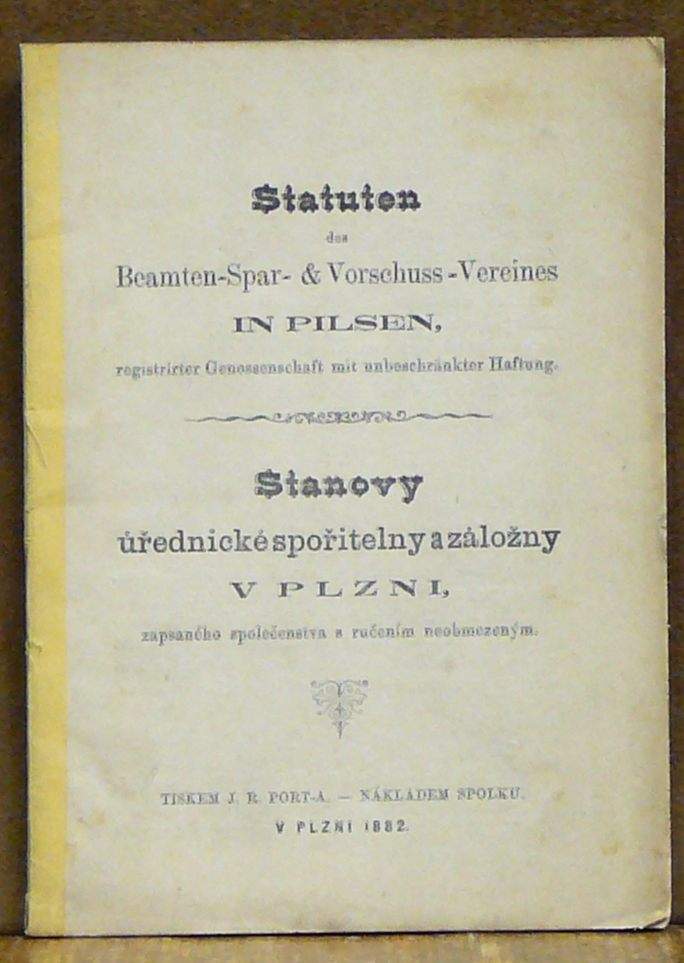 Statuten
des
Beamten-Spar- & Vorschuss-Vereines
IN PILSEN,
registrirter Genossenschaft mit unbeschränkter Haftung.
Stanovy
úřednické spořitelny a záložny
V PLZNI,
zapsaného společenstva s ručením neobmezeným.
TISKEM J. R. PORT-A. — NÁKLADEM SPOLKU.
V PLZNI 1882.